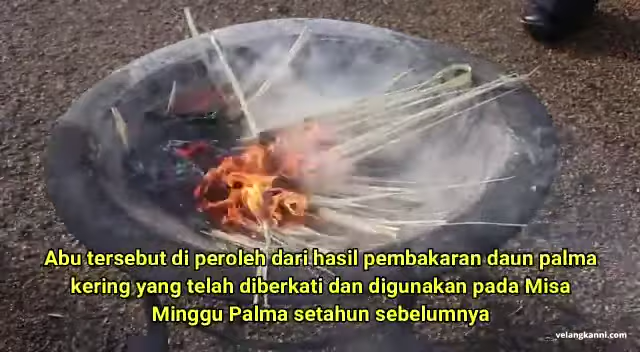 Abu tersebut di peroleh dari hasil pembakaran daun palma
kering yang telah diberkati dan digunakan pada Misa
Minggu Palma setahun sebelumnya
velangkanni.com